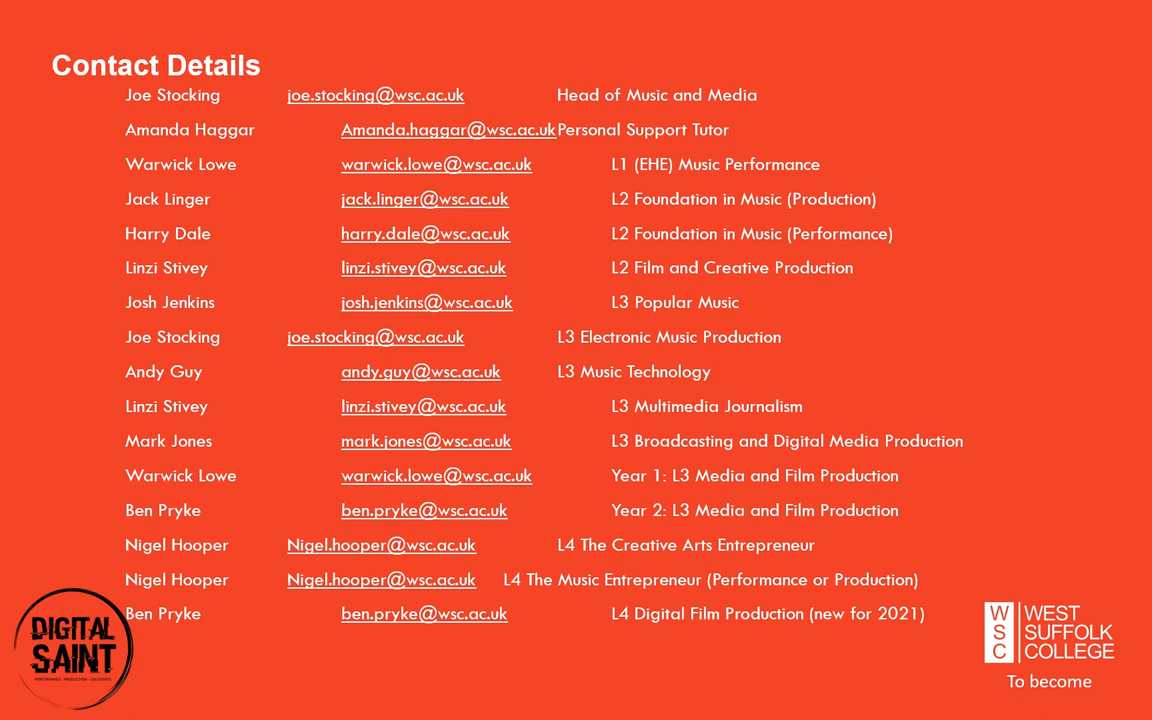 Contact Details
Joe Stocking joe.stocking@wsc.ac.uk Head of Music and Media
Amanda Haggar Amanda.haggar@wsc.ac.uk Personal Support Tutor
Warwick Lowe warwick.lowe@wsc.ac.uk L1 (EHE) Music Performance
Jack Linger jack.linger@wsc.ac.uk L2 Foundation in Music (Production)
Harry Dale harry.dale@wsc.ac.uk L2 Foundation in Music (Performance)
Linzi Stivey linzi.stivey@wsc.ac.uk L2 Film and Creative Production
Josh Jenkins josh.jenkins@wsc.ac.uk L3 Popular Music
Joe Stocking joe.stocking@wsc.ac.uk L3 Electronic Music Production
Andy Guy andy.guy@wsc.ac.uk L3 Music Technology
Linzi Stivey linzi.stivey@wsc.ac.uk L3 Multimedia Journalism
Mark Jones mark.jones@wsc.ac.uk L3 Broadcasting and Digital Media Production
Warwick Lowe warwick.lowe@wsc.ac.uk Year 1: L3 Media and Film Production
Ben Pryke ben.pryke@wsc.ac.uk Year 2: L3 Media and Film Production
Nigel Hooper Nigel.hooper@wsc.ac.uk L4 The Creative Arts Entrepreneur
Nigel Hooper Nigel.hooper@wsc.ac.uk L4 The Music Entrepreneur (Performance or Production)
Ben Pryke ben.pryke@wsc.ac.uk L4 Digital Film Production (new for 2021)
DIGITAL
SAINT
PERFORMANCE · PRODUCTION · LIVE EVENTS
W WEST
S SUFFOLK
C COLLEGE
To become